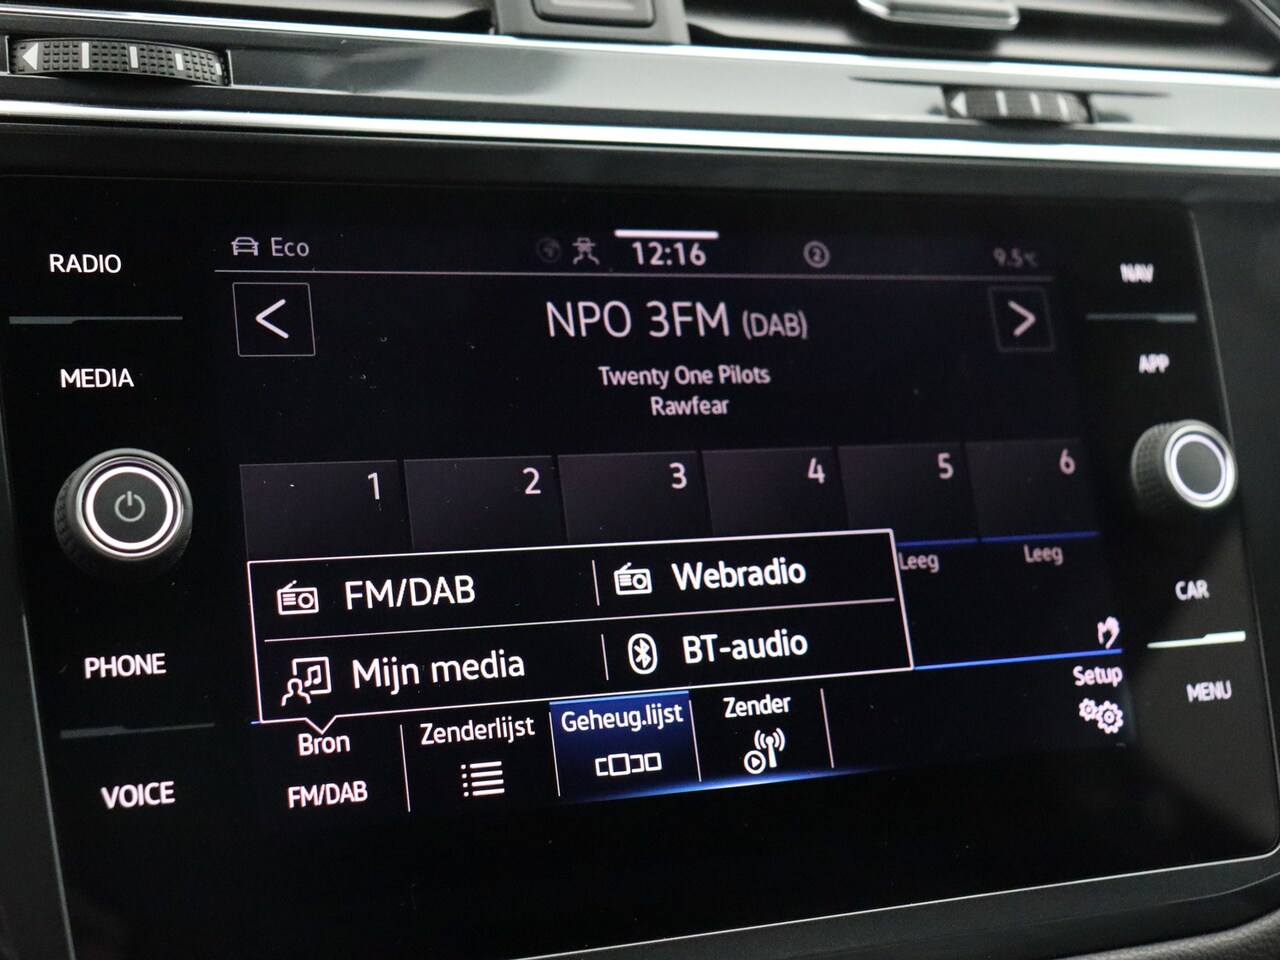 RADIO
MEDIA
PHONE
VOICE
Eco
12:16
2
9.5°C
NPO 3FM (DAB)
Twenty One Pilots
Rawfear
1 2 3 4 5 6
Leeg Leeg
FM/DAB Webradio
Mijn media BT-audio
Bron Zenderlijst Geheug.lijst Zender Setup
FM/DAB
NAV
APP
CAR
MENU